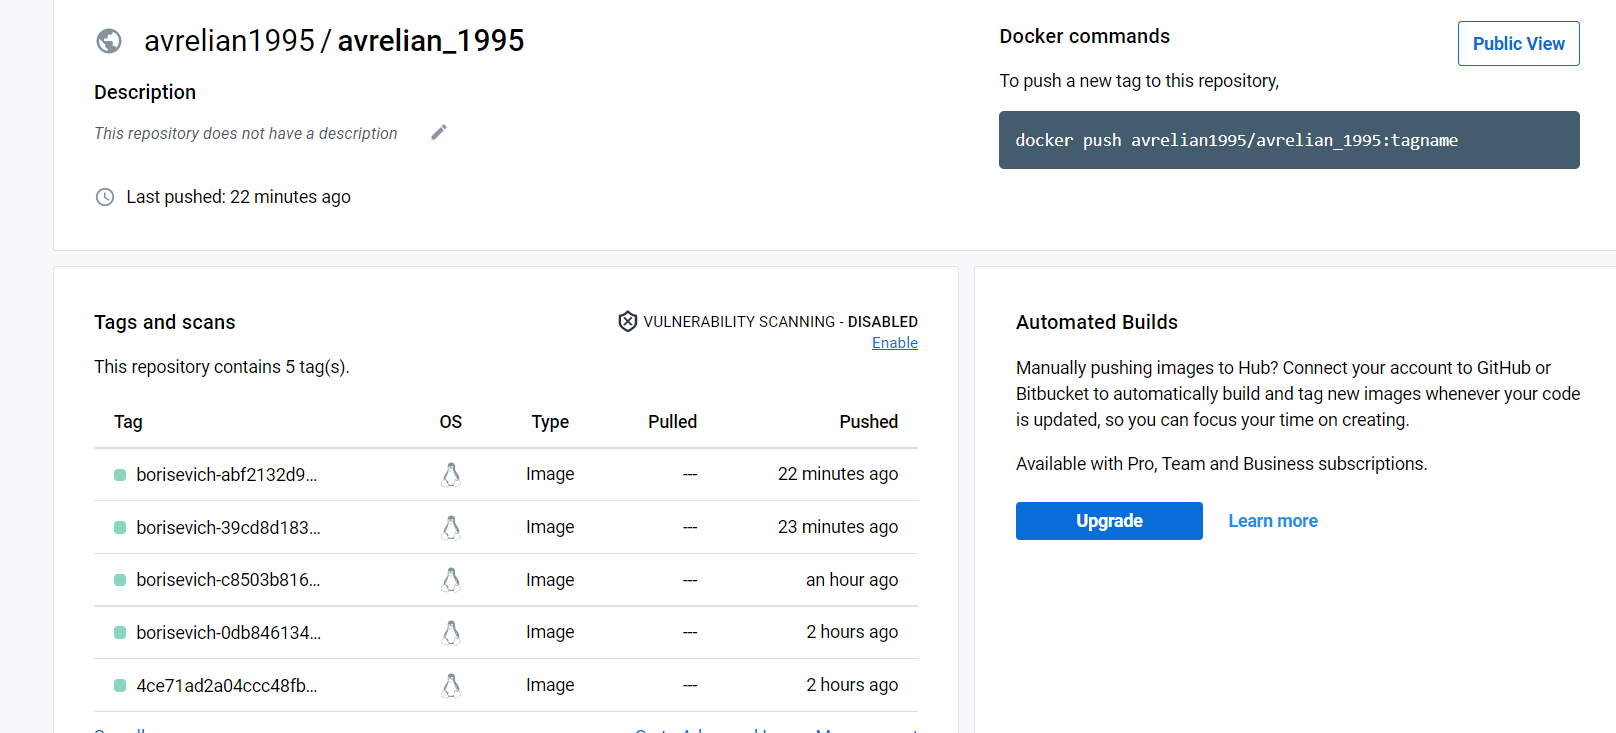 avrelian1995 / avrelian_1995
Description
This repository does not have a description
Last pushed: 22 minutes ago
Docker commands
Public View
To push a new tag to this repository,
docker push avrelian1995/avrelian_1995:tagname
Tags and scans
VULNERABILITY SCANNING - DISABLED
Enable
This repository contains 5 tag(s).
Tag OS Type Pulled Pushed
borisevich-abf2132d9... Image --- 22 minutes ago
borisevich-39cd8d183... Image --- 23 minutes ago
borisevich-c8503b816... Image --- an hour ago
borisevich-0db846134... Image --- 2 hours ago
4ce71ad2a04ccc48fb... Image --- 2 hours ago
Automated Builds
Manually pushing images to Hub? Connect your account to GitHub or
Bitbucket to automatically build and tag new images whenever your code
is updated, so you can focus your time on creating.
Available with Pro, Team and Business subscriptions.
Upgrade
Learn more